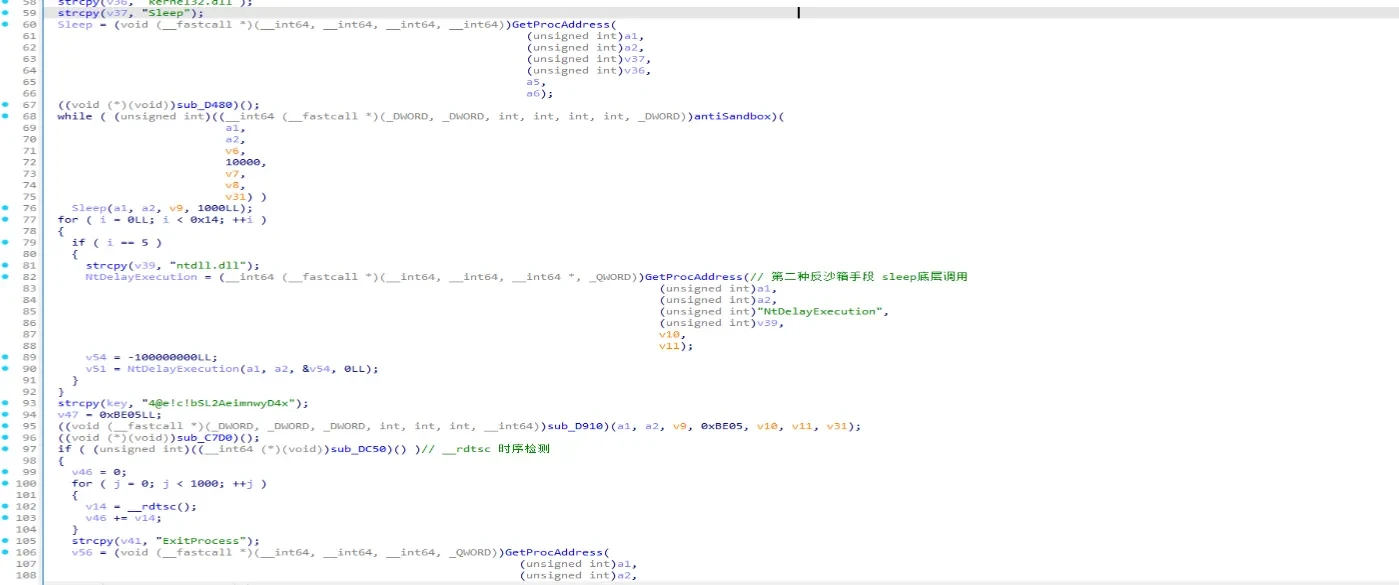 58 strcpy(v36, "kernel32.dll");
59 strcpy(v37, "Sleep");
60 Sleep = (void (__fastcall *)(__int64, __int64, __int64, __int64))GetProcAddress(
61 (unsigned int)a1,
62 (unsigned int)a2,
63 (unsigned int)v37,
64 (unsigned int)v36,
65 a5,
66 a6);
67 ((void (*)(void))sub_D480)();
68 while ( (unsigned int)((__int64 (__fastcall *)(_DWORD, _DWORD, int, int, int, int, _DWORD))antiSandbox)(
69 a1,
70 a2,
71 v6,
72 10000,
73 v7,
74 v8,
75 v31) )
76 Sleep(a1, a2, v9, 1000LL);
77 for ( i = 0LL; i < 0x14; ++i )
78 {
79 if ( i == 5 )
80 {
81 strcpy(v39, "ntdll.dll");
82 NtDelayExecution = (__int64 (__fastcall *)(__int64, __int64, __int64 *, _QWORD))GetProcAddress(// 第二种反沙箱手段 sleep底层调用
83 (unsigned int)a1,
84 (unsigned int)a2,
85 (unsigned int)"NtDelayExecution",
86 (unsigned int)v39,
87 v10,
88 v11);
89 v54 = -100000000LL;
90 v51 = NtDelayExecution(a1, a2, &v54, 0LL);
91 }
92 }
93 strcpy(key, "4@e!c!bSL2AeimnwyD4x");
94 v47 = 0xBE05LL;
95 ((void (__fastcall *)(_DWORD, _DWORD, _DWORD, int, int, int, __int64))sub_D910)(a1, a2, v9, 0xBE05, v10, v11, v31);
96 ((void (*)(void))sub_C7D0)();
97 if ( (unsigned int)((__int64 (*)(void))sub_DC50)() )// __rdtsc 时序检测
98 {
99 v46 = 0;
100 for ( j = 0; j < 1000; ++j )
101 {
102 v14 = __rdtsc();
103 v46 += v14;
104 }
105 strcpy(v41, "ExitProcess");
106 v56 = (void (__fastcall *)(__int64, __int64, __int64, _QWORD))GetProcAddress(
107 (unsigned int)a1,
108 (unsigned int)a2,